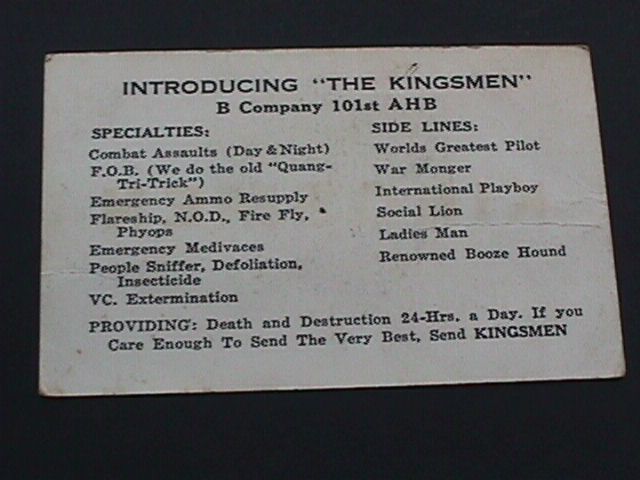 INTRODUCING "THE KINGSMEN"
B Company 101st AHB
SPECIALTIES:
Combat Assaults (Day & Night)
F.O.B. (We do the old "Quang-
Tri-Trick")
Emergency Ammo Resupply
Flareship, N.O.D., Fire Fly,
Phyops
Emergency Medivaces
People Sniffer, Defoliation,
Insecticide
VC. Extermination
SIDE LINES:
Worlds Greatest Pilot
War Monger
International Playboy
Social Lion
Ladies Man
Renowned Booze Hound
PROVIDING: Death and Destruction 24-Hrs. a Day. If you
Care Enough To Send The Very Best, Send KINGSMEN